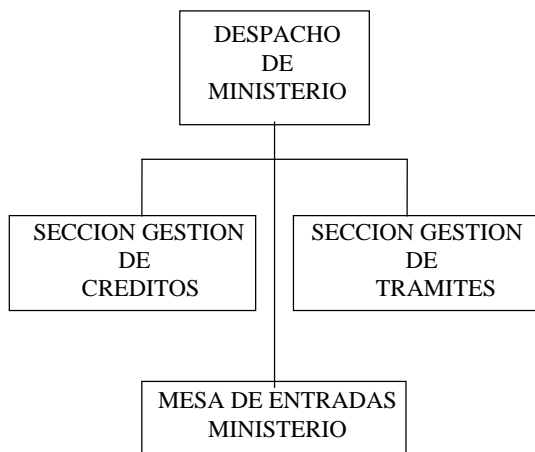 DESPACHO
DE
MINISTERIO
SECCION GESTION
DE
CREDITOS
SECCION GESTION
DE
TRAMITES
MESA DE ENTRADAS
MINISTERIO